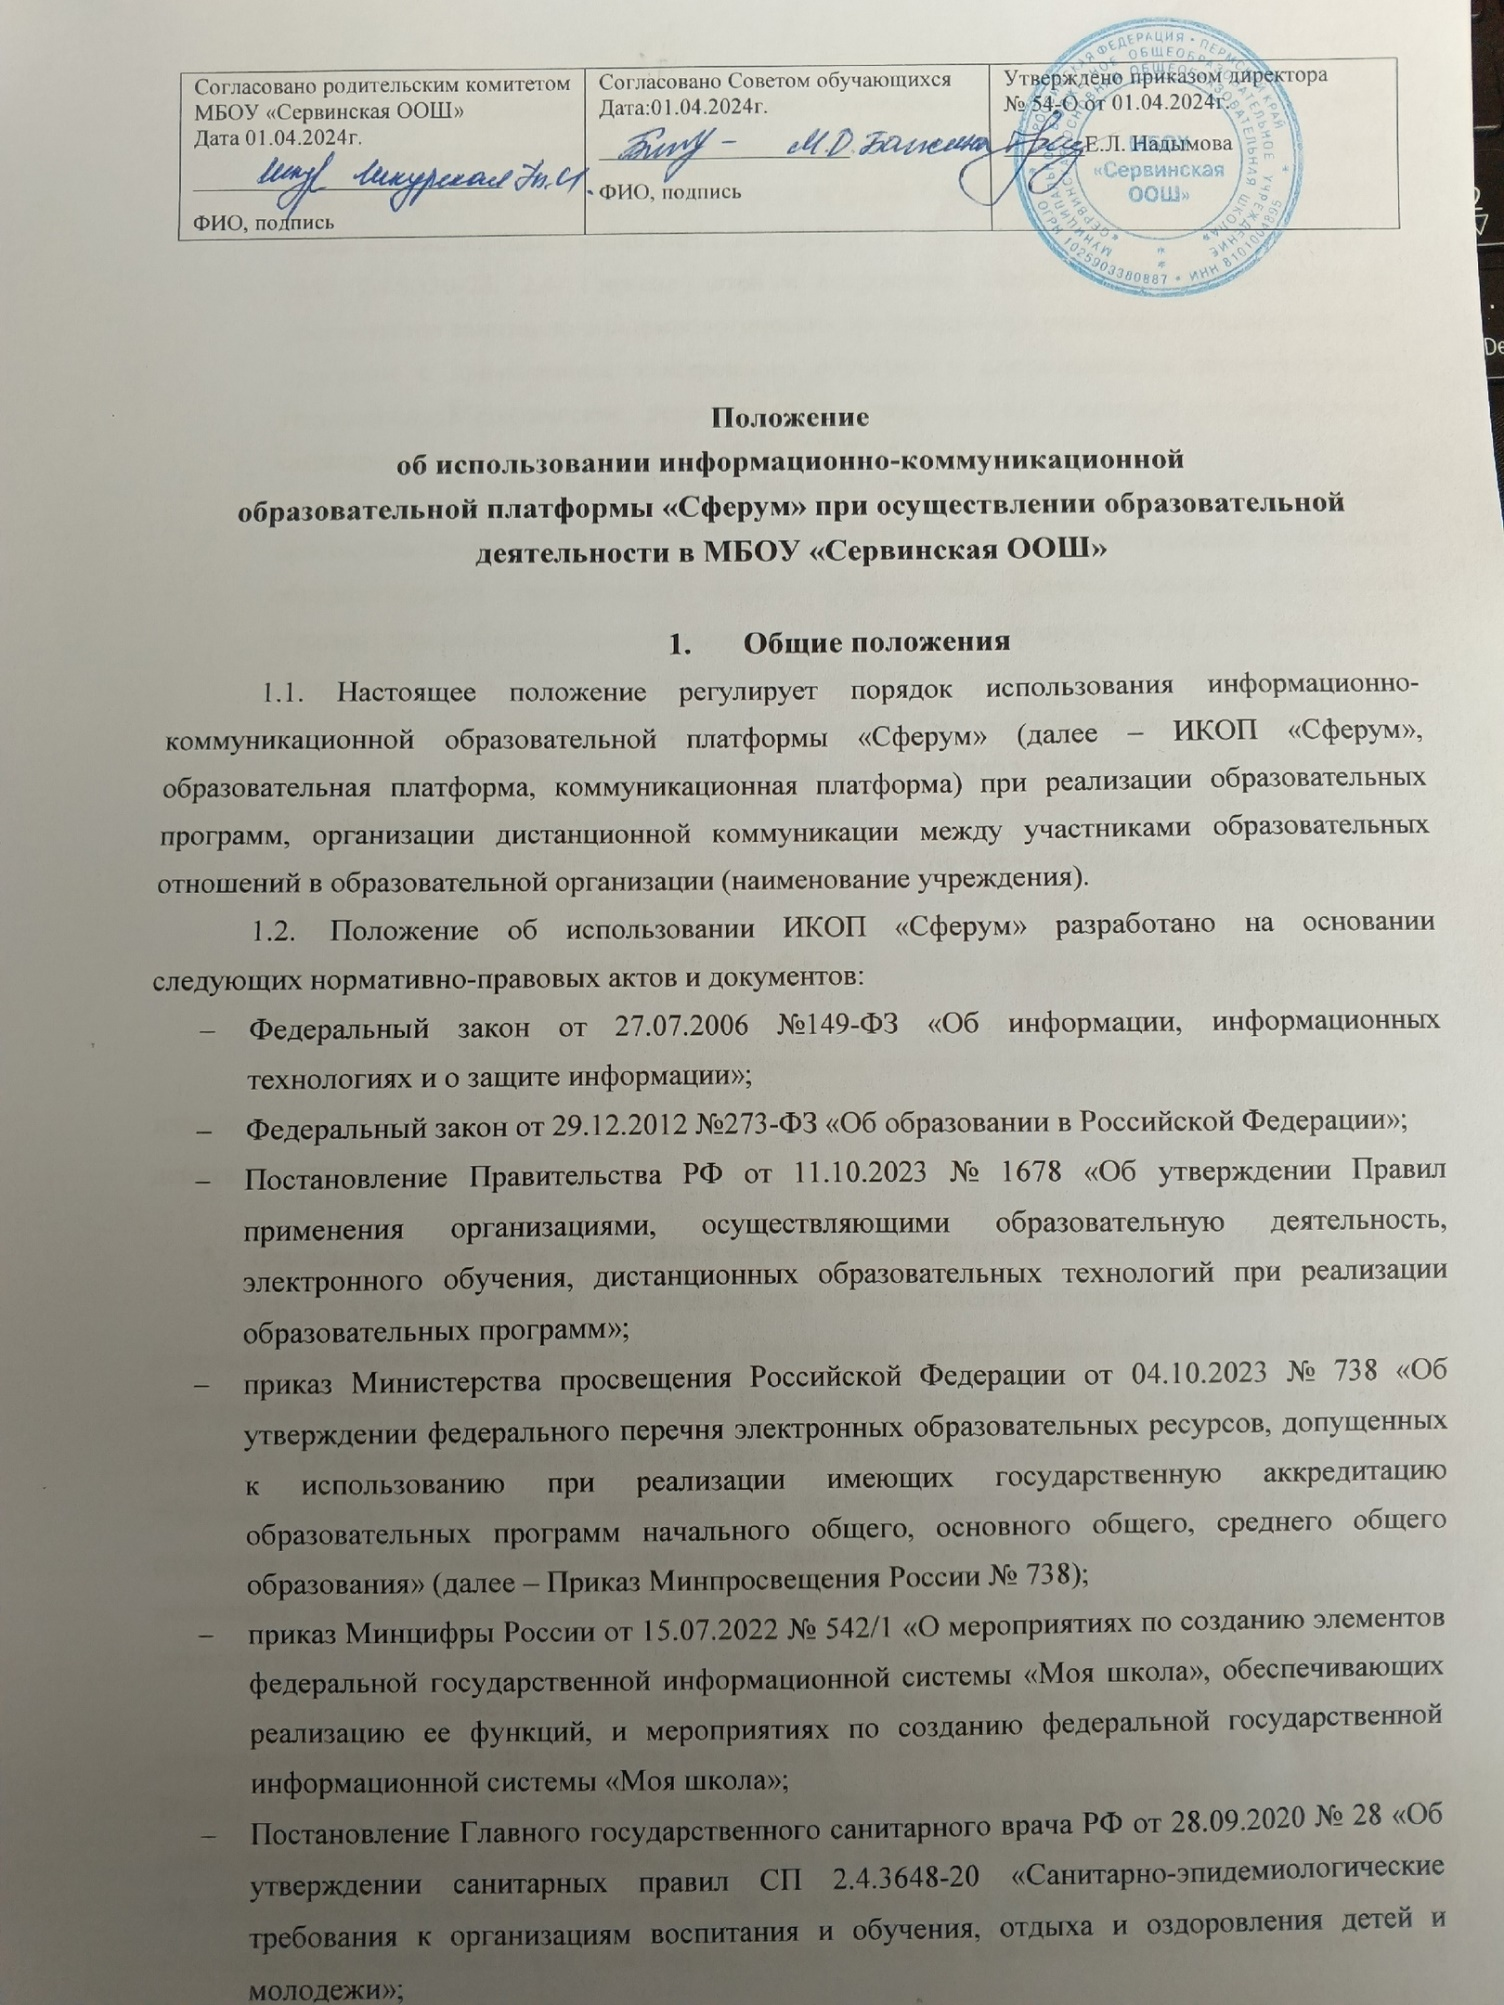 Согласовано родительским комитетом
МБОУ «Сервинская ООШ»
Дата 01.04.2024г.
ФИО, подпись
Согласовано Советом обучающихся
Дата:01.04.2024г.
М.О.
ФИО, подпись
Утверждено приказом директора
№ 54-О от 01.04.2024г.
Е.Л. Надымова
«Сервинская
ООШ»
ОГРН 1025903380887 * ИНН 8101004895
Положение
об использовании информационно-коммуникационной
образовательной платформы «Сферум» при осуществлении образовательной
деятельности в МБОУ «Сервинская ООШ»
1. Общие положения
1.1. Настоящее положение регулирует порядок использования информационно-
коммуникационной образовательной платформы «Сферум» (далее – ИКОП «Сферум»,
образовательная платформа, коммуникационная платформа) при реализации образовательных
программ, организации дистанционной коммуникации между участниками образовательных
отношений в образовательной организации (наименование учреждения).
1.2. Положение об использовании ИКОП «Сферум» разработано на основании
следующих нормативно-правовых актов и документов:
– Федеральный закон от 27.07.2006 №149-ФЗ «Об информации, информационных
технологиях и о защите информации»;
– Федеральный закон от 29.12.2012 №273-ФЗ «Об образовании в Российской Федерации»;
– Постановление Правительства РФ от 11.10.2023 № 1678 «Об утверждении Правил
применения организациями, осуществляющими образовательную деятельность,
электронного обучения, дистанционных образовательных технологий при реализации
образовательных программ»;
– приказ Министерства просвещения Российской Федерации от 04.10.2023 № 738 «Об
утверждении федерального перечня электронных образовательных ресурсов, допущенных
к использованию при реализации имеющих государственную аккредитацию
образовательных программ начального общего, основного общего, среднего общего
образования» (далее – Приказ Минпросвещения России № 738);
– приказ Минцифры России от 15.07.2022 № 542/1 «О мероприятиях по созданию элементов
федеральной государственной информационной системы «Моя школа», обеспечивающих
реализацию ее функций, и мероприятиях по созданию федеральной государственной
информационной системы «Моя школа»;
– Постановление Главного государственного санитарного врача РФ от 28.09.2020 № 28 «Об
утверждении санитарных правил СП 2.4.3648-20 «Санитарно-эпидемиологические
требования к организациям воспитания и обучения, отдыха и оздоровления детей и
молодежи»;